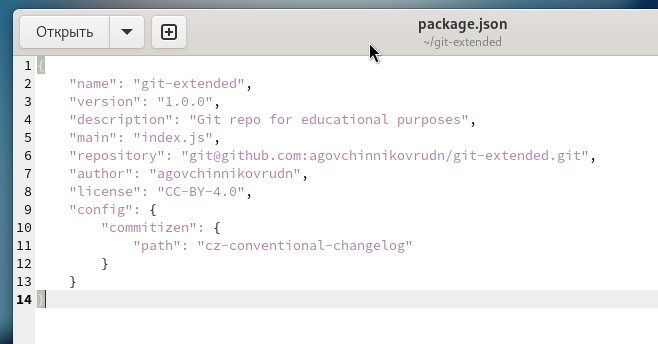 Открыть
package.json
~/git-extended
1 {
2     "name": "git-extended",
3     "version": "1.0.0",
4     "description": "Git repo for educational purposes",
5     "main": "index.js",
6     "repository": "git@github.com:agovchinnikovrudn/git-extended.git",
7     "author": "agovchinnikovrudn",
8     "license": "CC-BY-4.0",
9     "config": {
10         "commitizen": {
11             "path": "cz-conventional-changelog"
12         }
13     }
14 }